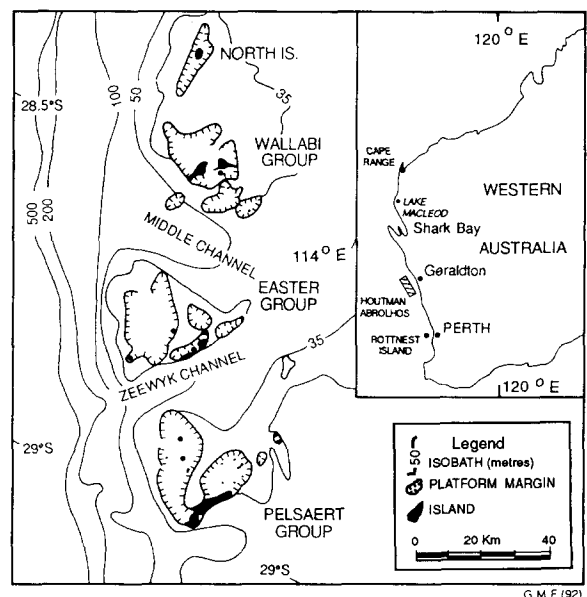 NORTH IS.
28.5°S
100
50
35
WALLABI
GROUP
500
200
MIDDLE CHANNEL
114° E
EASTER
GROUP
35
ZEEWYK CHANNEL
29°S
PELSAERT
GROUP
29°S
120° E
CAPE
RANGE
WESTERN
LAKE
MACLEOD
Shark Bay
AUSTRALIA
Geraldton
HOUTMAN
ABROLHOS
PERTH
ROTTNEST
ISLAND
120° E
Legend
50 ISOBATH (metres)
PLATFORM MARGIN
ISLAND
0 20 Km 40
G.M.E (92)